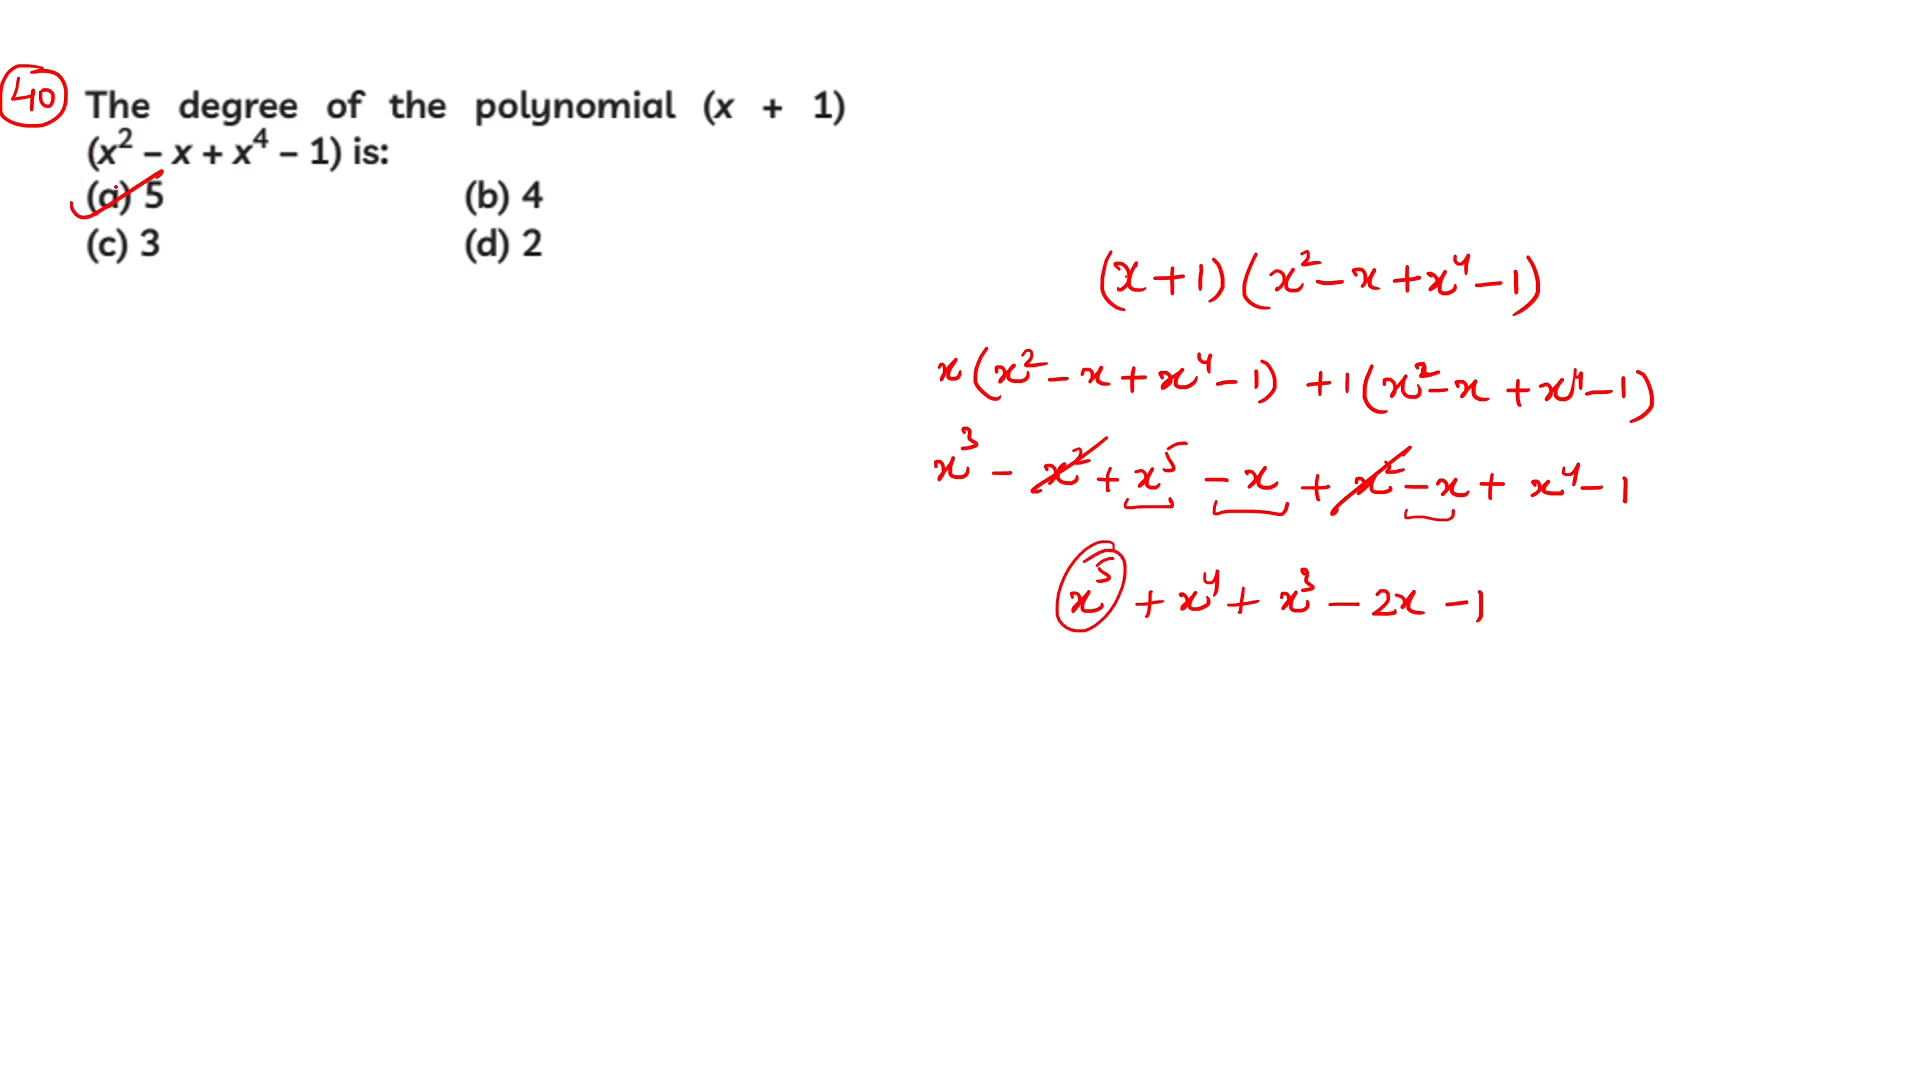 40 The degree of the polynomial (x + 1)
(x² – x + x⁴ – 1) is:
(a) 5 (b) 4
(c) 3 (d) 2
(x+1)(x²-x+x⁴-1)
x(x²-x+x⁴-1) +1(x²-x+x⁴-1)
x³ - x² + x⁵ - x + x² - x + x⁴ - 1
x⁵ + x⁴ + x³ - 2x - 1